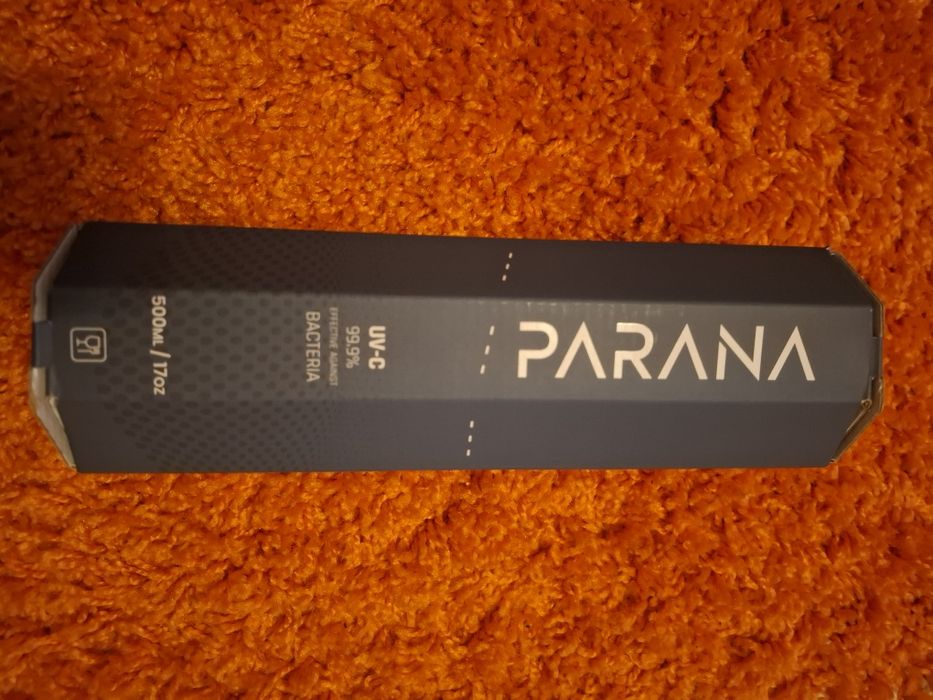 PARANA
UV-C
99.9%
EFFECTIVE AGAINST
BACTERIA
500ML / 17OZ